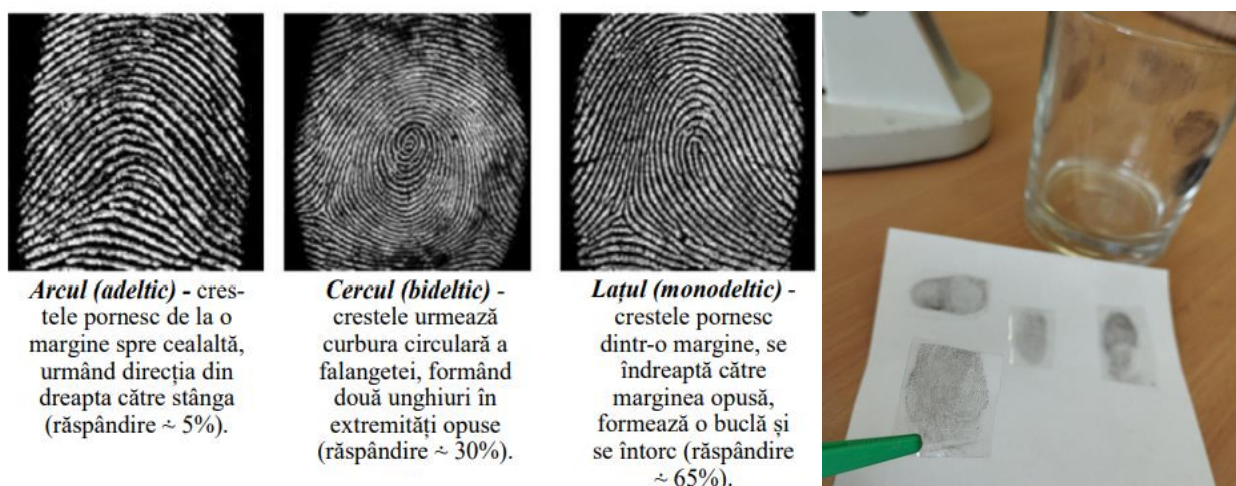 Arcul (adeltic) - cres-
tele pornesc de la o
margine spre cealaltă,
urmând direcția din
dreapta către stânga
(răspândire ∸ 5%).
Cercul (bideltic) -
crestele urmează
curbura circulară a
falangetei, formând
două unghiuri în
extremități opuse
(răspândire ∸ 30%).
Lațul (monodeltic) -
crestele pornesc
dintr-o margine, se
îndreaptă către
marginea opusă,
formează o buclă și
se întorc (răspândire
∸ 65%).